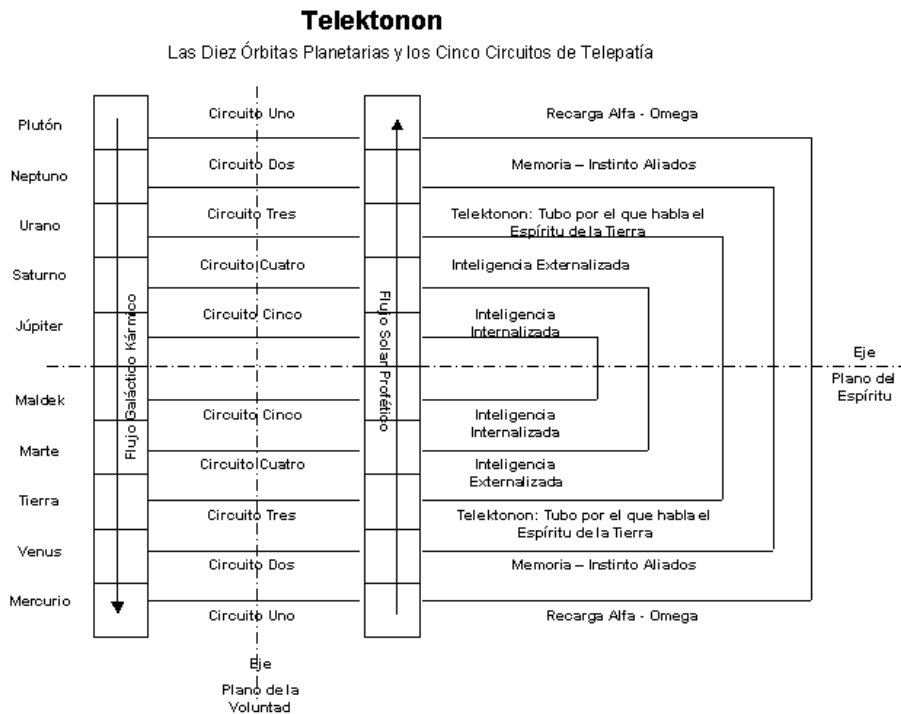 Telektonon
Las Diez Órbitas Planetarias y los Cinco Circuitos de Telepatía
Plutón
Circuito Uno
Recarga Alfa - Omega
Neptuno
Circuito Dos
Memoria – Instinto Aliados
Urano
Circuito Tres
Telektonon: Tubo por el que habla el
Espíritu de la Tierra
Saturno
Circuito Cuatro
Inteligencia Externalizada
Júpiter
Circuito Cinco
Inteligencia
Internalizada
Flujo Galáctico Kármico
Flujo Solar Profético
Eje
Plano del
Espíritu
Maldek
Circuito Cinco
Inteligencia
Internalizada
Marte
Circuito Cuatro
Inteligencia
Externalizada
Tierra
Circuito Tres
Telektonon: Tubo por el que habla el
Espíritu de la Tierra
Venus
Circuito Dos
Memoria – Instinto Aliados
Mercurio
Circuito Uno
Recarga Alfa - Omega
Eje
Plano de la
Voluntad